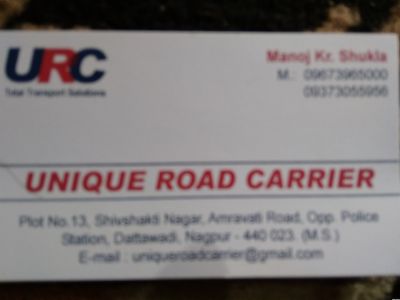 URC
Total Transport Solutions
Manoj Kr. Shukla
M.: 09673965000
09373055956
UNIQUE ROAD CARRIER
Plot No.13, Shivshakti Nagar, Amravati Road, Opp. Police
Station, Dattawadi, Nagpur - 440 023. (M.S.)
E-mail : uniqueroadcarrier@gmail.com